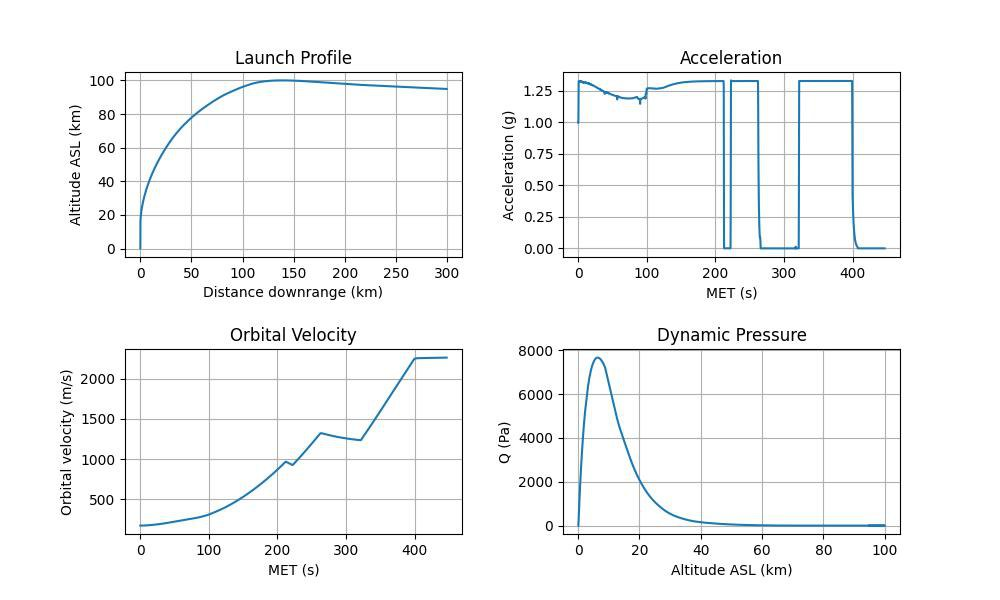 Launch Profile
100
80
60
40
20
0
Altitude ASL (km)
0 50 100 150 200 250 300
Distance downrange (km)
Acceleration
1.25
1.00
0.75
0.50
0.25
0.00
Acceleration (g)
0 100 200 300 400
MET (s)
Orbital Velocity
2000
1500
1000
500
Orbital velocity (m/s)
0 100 200 300 400
MET (s)
Dynamic Pressure
8000
6000
4000
2000
0
Q (Pa)
0 20 40 60 80 100
Altitude ASL (km)